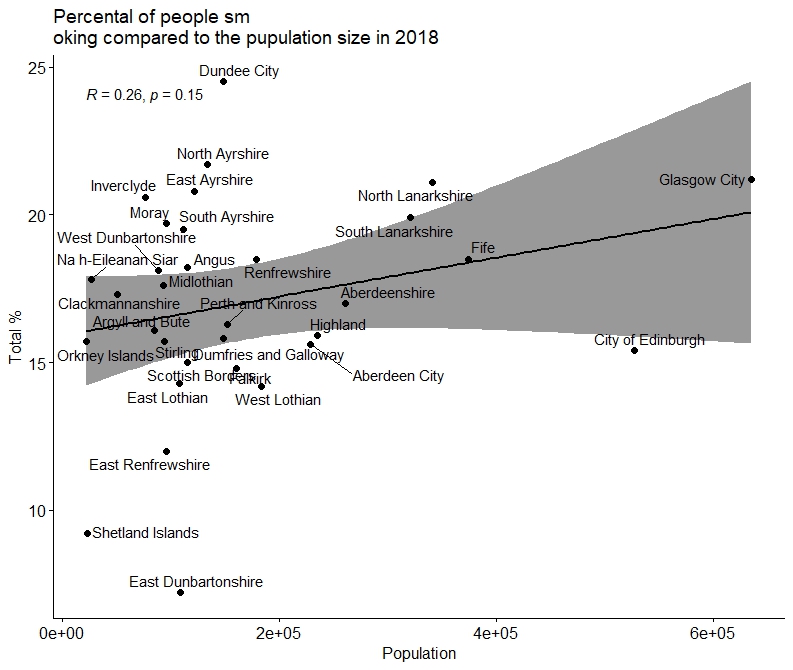 Percental of people sm
oking compared to the pupulation size in 2018
25
Dundee City
R = 0.26, p = 0.15
North Ayrshire
East Ayrshire
Inverclyde
Glasgow City
North Lanarkshire
Moray
South Ayrshire
20
South Lanarkshire
West Dunbartonshire
Fife
Na h-Eileanan Siar
Angus
Renfrewshire
Midlothian
Aberdeenshire
Clackmannanshire
Perth and Kinross
Argyll and Bute
Highland
City of Edinburgh
Orkney Islands
Stirling
Dumfries and Galloway
15
Scottish Borders
Falkirk
Aberdeen City
East Lothian
West Lothian
East Renfrewshire
10
Shetland Islands
East Dunbartonshire
Total %
0e+00
2e+05
4e+05
6e+05
Population